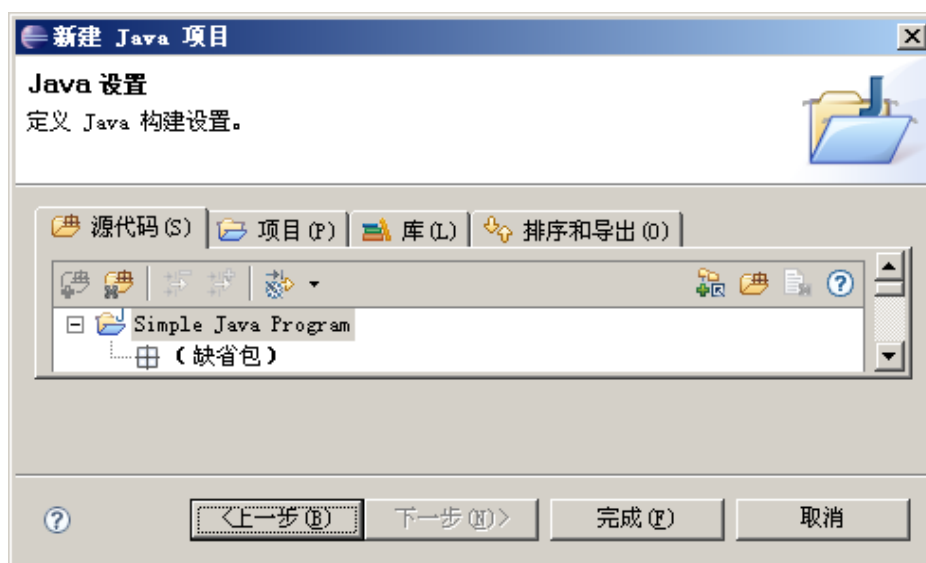 新建 Java 项目
Java 设置
定义 Java 构建设置。
源代码(S) 项目(P) 库(L) 排序和导出(O)
Simple Java Program
(缺省包)
<上一步(B) 下一步(N)> 完成(F) 取消